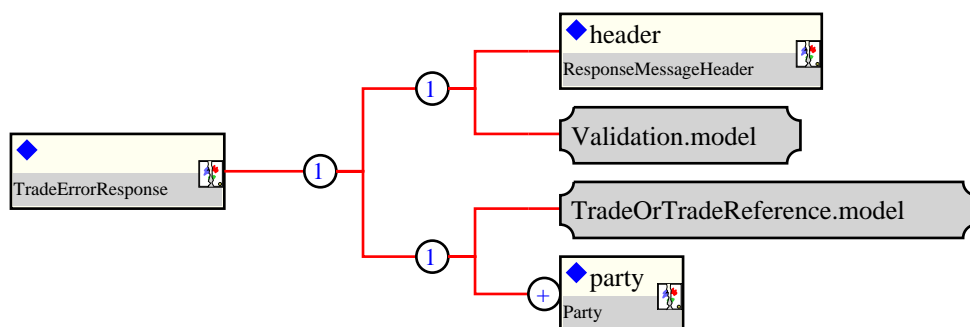 header
ResponseMessageHeader
1
Validation.model
TradeErrorResponse
1
TradeOrTradeReference.model
1
party
+
Party